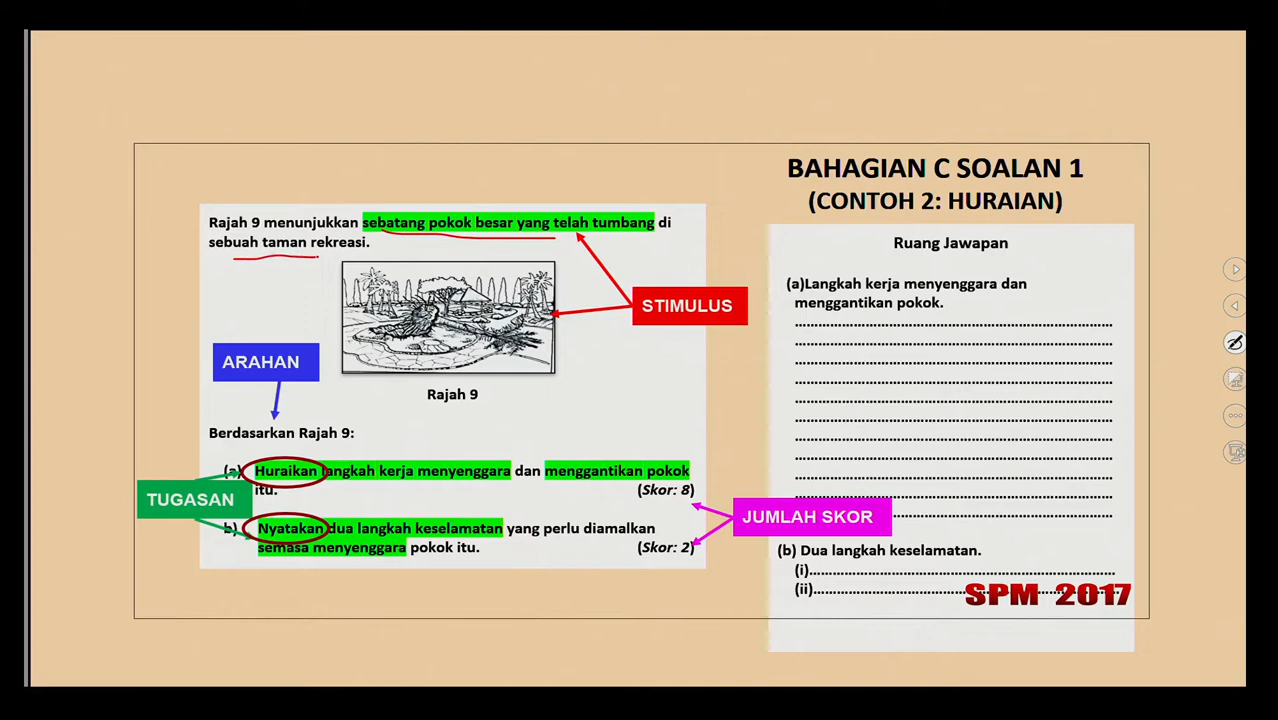 BAHAGIAN C SOALAN 1
(CONTOH 2: HURAIAN)
Rajah 9 menunjukkan sebatang pokok besar yang telah tumbang di
sebuah taman rekreasi.
STIMULUS
ARAHAN
Rajah 9
Berdasarkan Rajah 9:
TUGASAN
(a) Huraikan langkah kerja menyenggara dan menggantikan pokok
itu. (Skor: 8)
b) Nyatakan dua langkah keselamatan yang perlu diamalkan
semasa menyenggara pokok itu. (Skor: 2)
JUMLAH SKOR
Ruang Jawapan
(a)Langkah kerja menyenggara dan
menggantikan pokok.
(b) Dua langkah keselamatan.
(i)
(ii)
SPM 2017